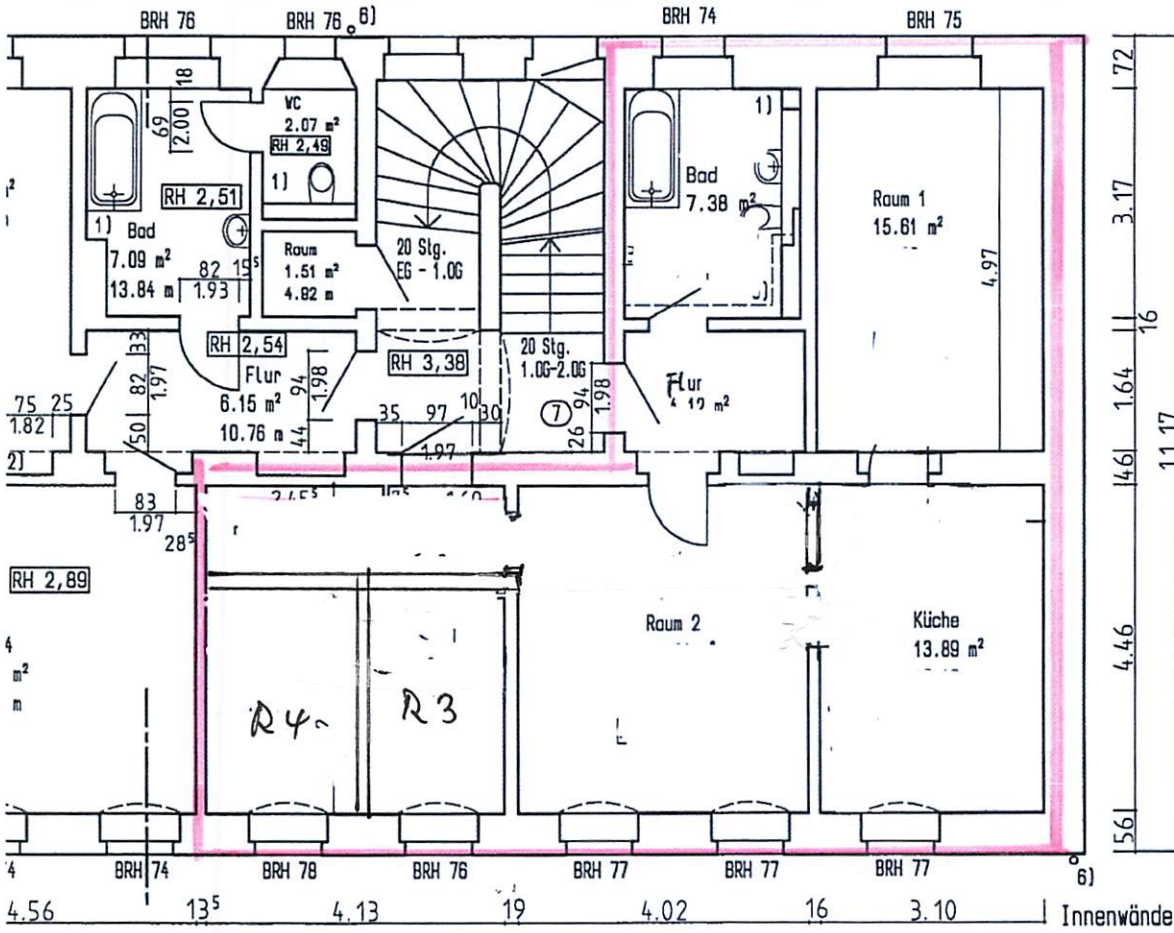 BRH 76
BRH 76
6)
BRH 74
BRH 75
18
69
2.00
WC
2.07 m²
RH 2,49
1)
RH 2,51
1)
Bad
7.09 m²
13.84 m
82
15⁵
1.93
Raum
1.51 m²
4.82 m
20 Stg.
EG - 1.OG
1)
Bad
7.38 m²
Raum 1
15.61 m²
4.97
72
3.17
16
1.64
46
11.17
4.46
56
33
82
1.97
50
RH 2,54
Flur
6.15 m²
10.76 m
94
1.98
44
RH 3,38
20 Stg.
1.OG-2.OG
35
97
10
30
1.97
7
94
1.98
26
Flur
75
25
1.82
2)
83
1.97
28⁵
RH 2,89
m²
m
R4
R3
Raum 2
Küche
13.89 m²
BRH 74
BRH 78
BRH 76
BRH 77
BRH 77
BRH 77
6)
4.56
13⁵
4.13
19
4.02
16
3.10
Innenwände